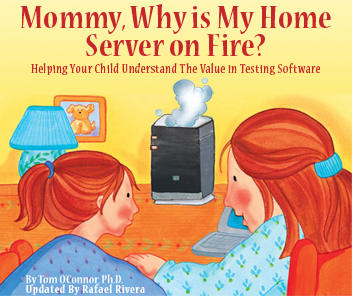 Mommy, Why is My Home
Server on Fire?
Helping Your Child Understand The Value in Testing Software
By Tom OConnor Ph.D.
Updated By Rafael Rivera